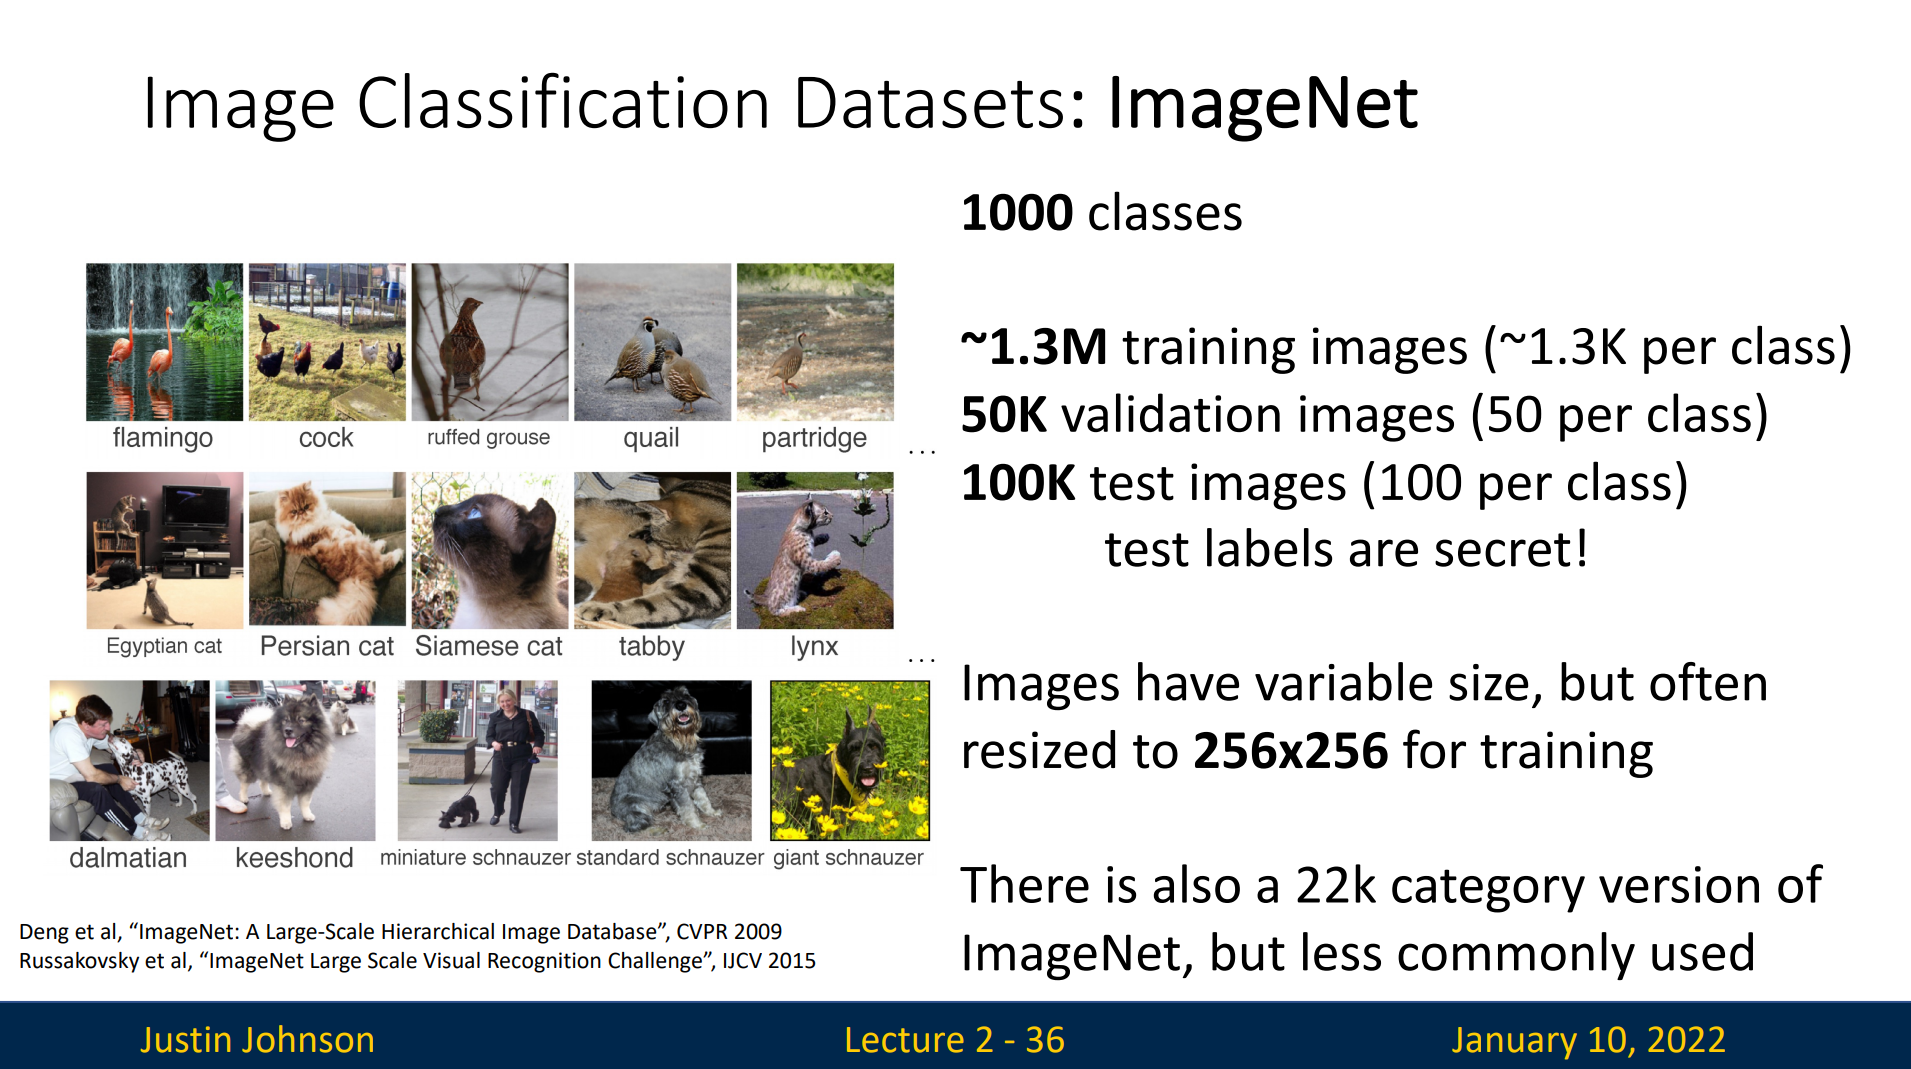 Image Classification Datasets: ImageNet
flamingo
cock
ruffed grouse
quail
partridge
...
Egyptian cat
Persian cat
Siamese cat
tabby
lynx
...
dalmatian
keeshond
miniature schnauzer
standard schnauzer
giant schnauzer
Deng et al, “ImageNet: A Large-Scale Hierarchical Image Database”, CVPR 2009
Russakovsky et al, “ImageNet Large Scale Visual Recognition Challenge”, IJCV 2015
1000 classes
~1.3M training images (~1.3K per class)
50K validation images (50 per class)
100K test images (100 per class)
test labels are secret!
Images have variable size, but often
resized to 256x256 for training
There is also a 22k category version of
ImageNet, but less commonly used
Justin Johnson
Lecture 2 - 36
January 10, 2022